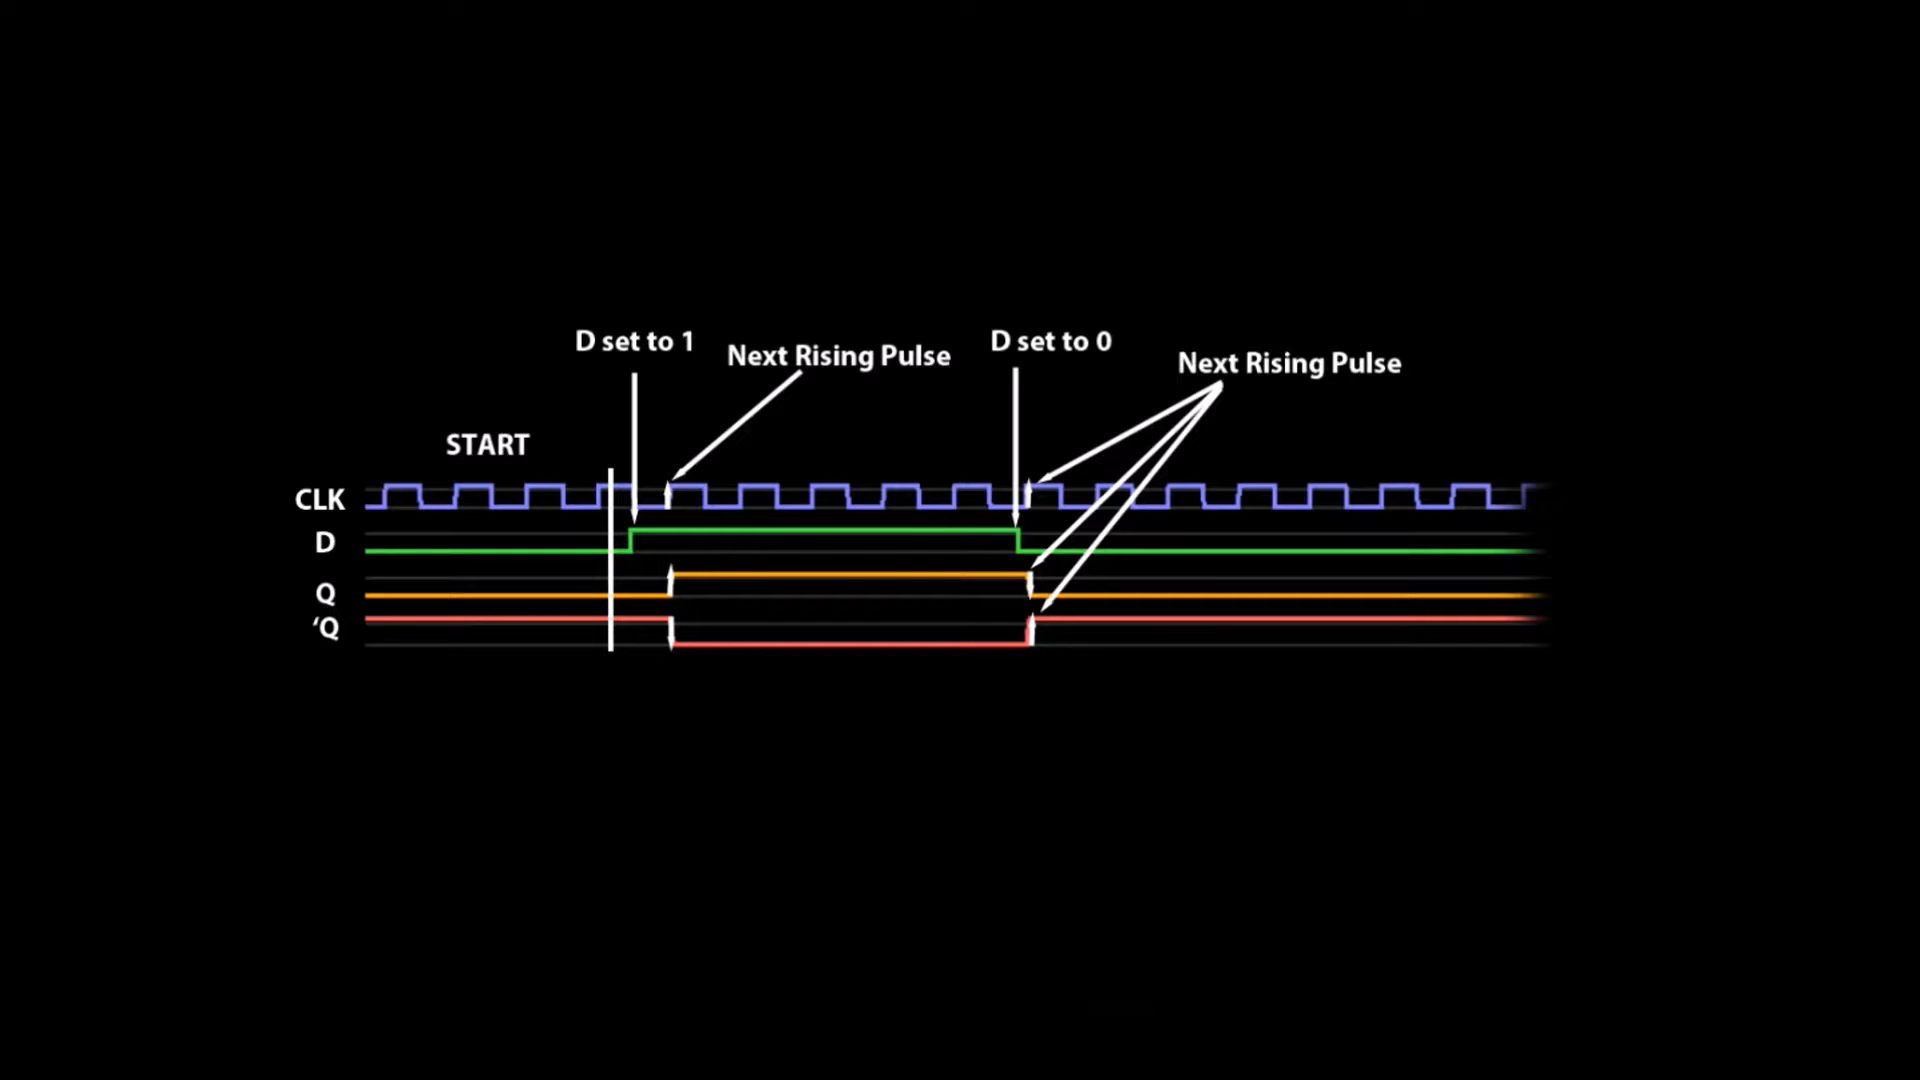 D set to 1
Next Rising Pulse
D set to 0
Next Rising Pulse
START
CLK
D
Q
‘Q